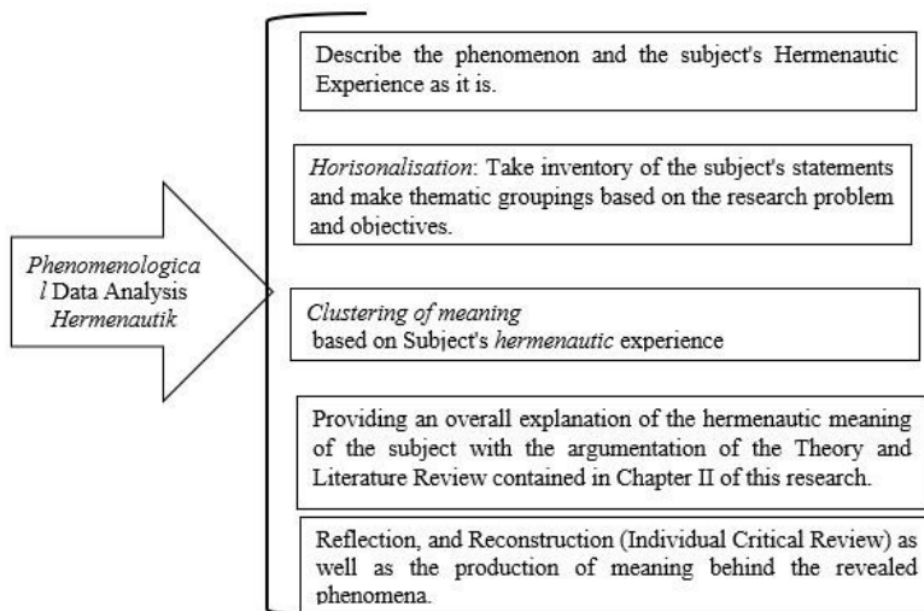 Describe the phenomenon and the subject's Hermenautic
Experience as it is.
Horisonalisation: Take inventory of the subject's statements
and make thematic groupings based on the research problem
and objectives.
Phenomenologica
l Data Analysis
Hermenautik
Clustering of meaning
based on Subject's hermenautic experience
Providing an overall explanation of the hermenautic meaning
of the subject with the argumentation of the Theory and
Literature Review contained in Chapter II of this research.
Reflection, and Reconstruction (Individual Critical Review) as
well as the production of meaning behind the revealed
phenomena.